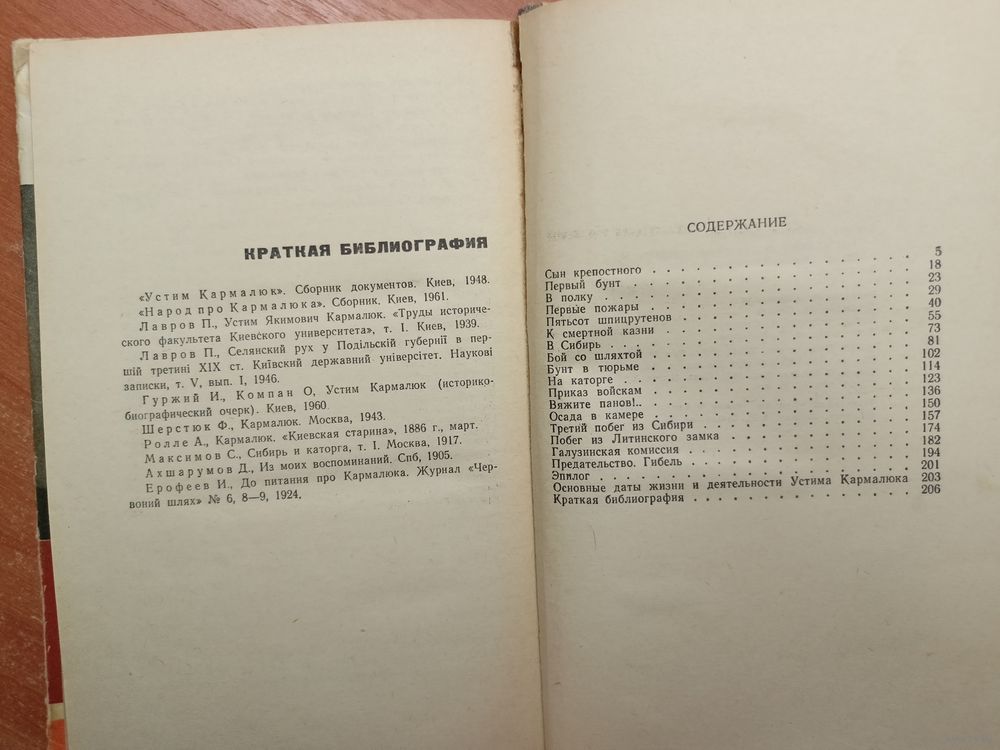 КРАТКАЯ БИБЛИОГРАФИЯ
«Устим Кармалюк». Сборник документов. Киев, 1948.
«Народ про Кармалюка». Сборник. Киев, 1961.
Лавров П., Устим Якимович Кармалюк. «Труды историче-
ского факультета Киевского университета», т. I. Киев, 1939.
Лавров П., Селянский рух у Подільскій губернії в пер-
шій третині XIX ст. Київский державний універсітет. Наукові
записки, т. V, вып. I, 1946.
Гуржий И., Компан О, Устим Кармалюк (историко-
биографический очерк). Киев, 1960.
Шерстюк Ф., Кармалюк. Москва, 1943.
Ролле А., Кармалюк. «Киевская старина», 1886 г., март.
Максимов С., Сибирь и каторга, т. I. Москва, 1917.
Ахшарумов Д., Из моих воспоминаний. Спб, 1905.
Ерофеев И., До питання про Кармалюка. Журнал «Чер-
воний шлях» № 6, 8—9, 1924.
СОДЕРЖАНИЕ
Сын крепостного . . . . . . . . . . . . 5
Первый бунт . . . . . . . . . . . . 18
В полку . . . . . . . . . . . . 23
Первые пожары . . . . . . . . . . . . 29
Пятьсот шпицрутенов . . . . . . . . . . . . 40
К смертной казни . . . . . . . . . . . . 55
В Сибирь . . . . . . . . . . . . 73
Бой со шляхтой . . . . . . . . . . . . 81
Бунт в тюрьме . . . . . . . . . . . . 102
На каторге . . . . . . . . . . . . 114
Приказ войскам . . . . . . . . . . . . 123
Вяжите панов!.. . . . . . . . . . . . 136
Осада в камере . . . . . . . . . . . . 150
Третий побег из Сибири . . . . . . . . . . . 157
Побег из Литинского замка . . . . . . . . . . 174
Галузинская комиссия . . . . . . . . . . . 182
Предательство. Гибель . . . . . . . . . . . 194
Эпилог . . . . . . . . . . . . 201
Основные даты жизни и деятельности Устима Кармалюка 203
Краткая библиография . . . . . . . . . . . 206